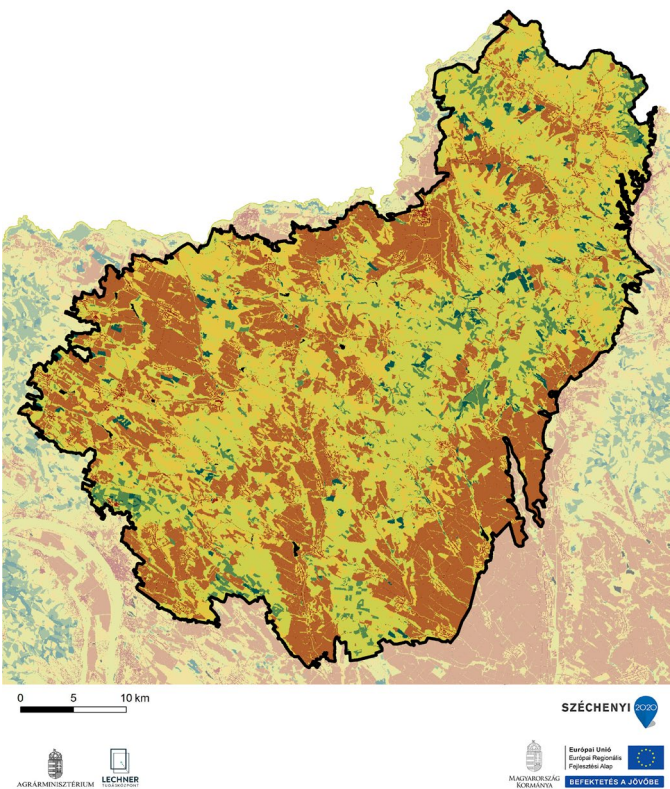 0 5 10 km
SZÉCHENYI 2020
AGRÁRMINISZTÉRIUM
LECHNER
TUDÁSKÖZPONT
MAGYARORSZÁG
KORMÁNYA
Európai Unió
Európai Regionális
Fejlesztési Alap
BEFEKTETÉS A JÖVŐBE